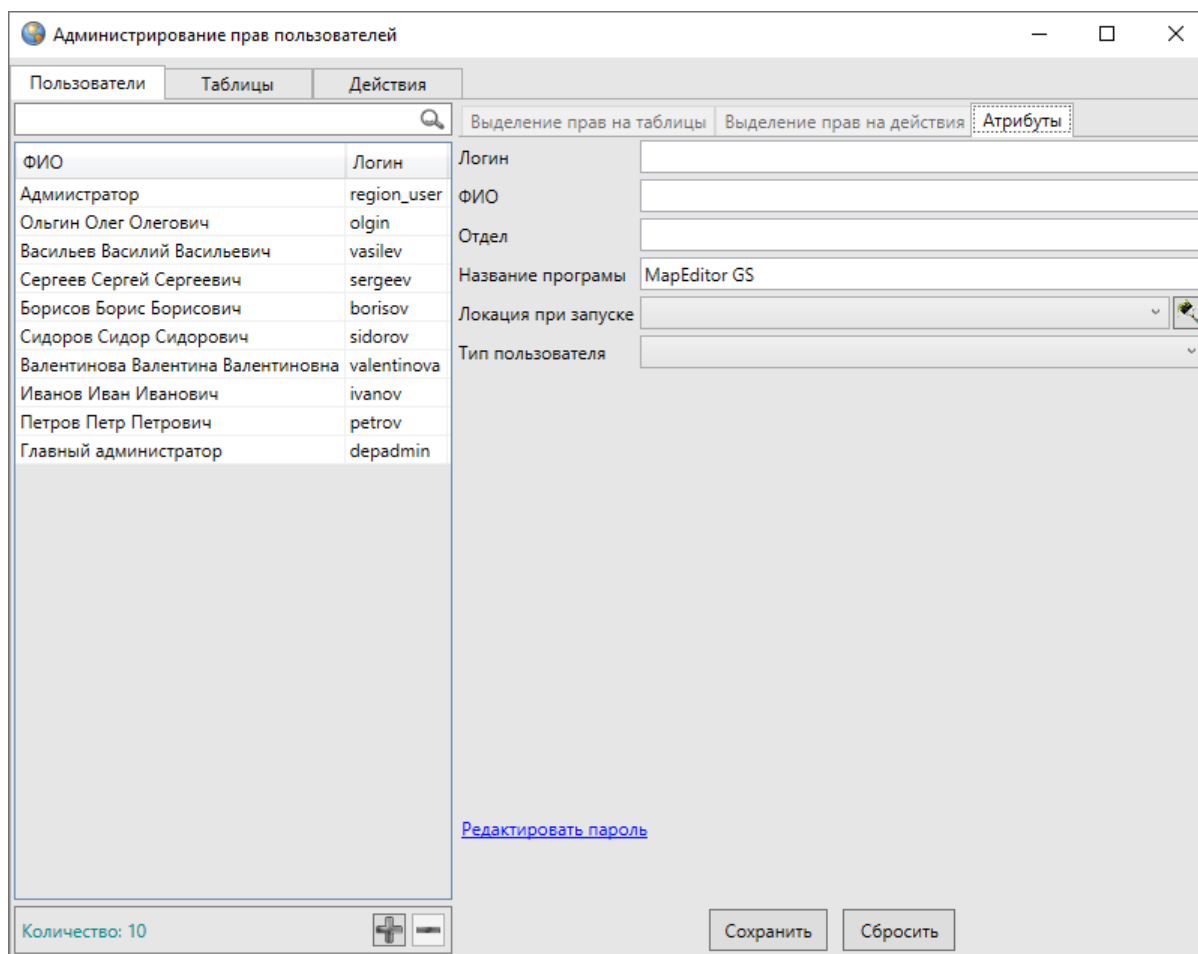 Администрирование прав пользователей
Пользователи Таблицы Действия
Выделение прав на таблицы Выделение прав на действия Атрибуты
ФИО Логин
Адмиистратор region_user
Ольгин Олег Олегович olgin
Васильев Василий Васильевич vasilev
Сергеев Сергей Сергеевич sergeev
Борисов Борис Борисович borisov
Сидоров Сидор Сидорович sidorov
Валентинова Валентина Валентиновна valentinova
Иванов Иван Иванович ivanov
Петров Петр Петрович petrov
Главный администратор depadmin
Количество: 10
Логин
ФИО
Отдел
Название програмы MapEditor GS
Локация при запуске
Тип пользователя
Редактировать пароль
Сохранить Сбросить